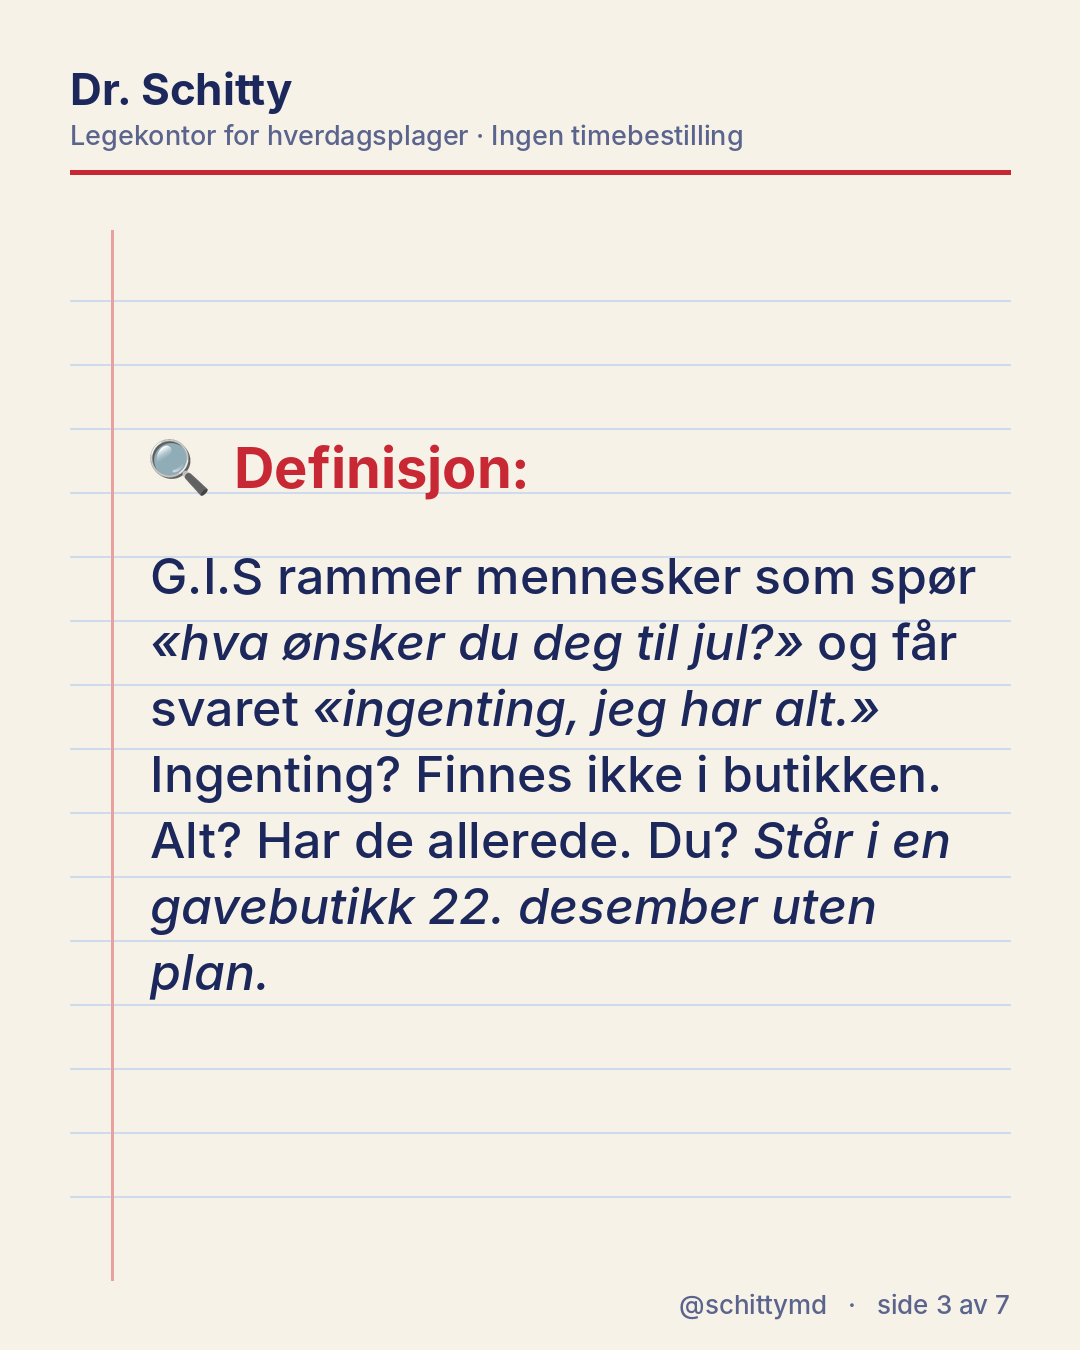 Dr. Schitty
Legekontor for hverdagsplager · Ingen timebestilling
🔍 Definisjon:
G.I.S rammer mennesker som spør
«hva ønsker du deg til jul?» og får
svaret «ingenting, jeg har alt.»
Ingenting? Finnes ikke i butikken.
Alt? Har de allerede. Du? Står i en
gavebutikk 22. desember uten
plan.
@schittymd · side 3 av 7